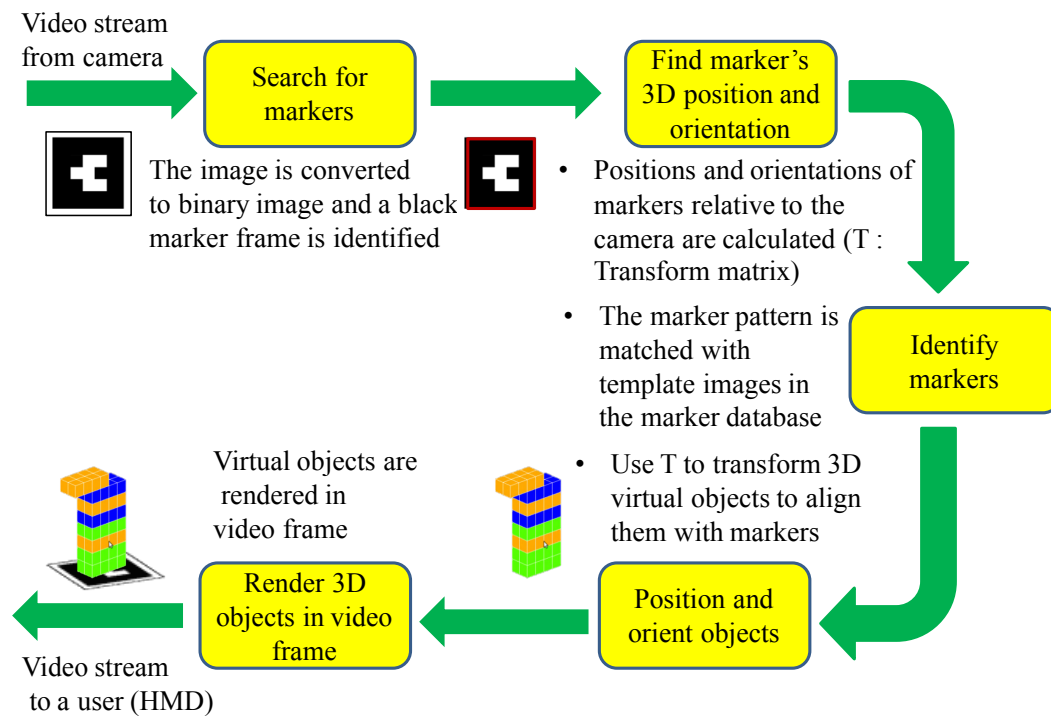 Video stream
from camera
Search for
markers
The image is converted
to binary image and a black
marker frame is identified
Find marker’s
3D position and
orientation
• Positions and orientations of
markers relative to the
camera are calculated (T :
Transform matrix)
• The marker pattern is
matched with
template images in
the marker database
Identify
markers
• Use T to transform 3D
virtual objects to align
them with markers
Position and
orient objects
Virtual objects are
rendered in
video frame
Render 3D
objects in video
frame
Video stream
to a user (HMD)